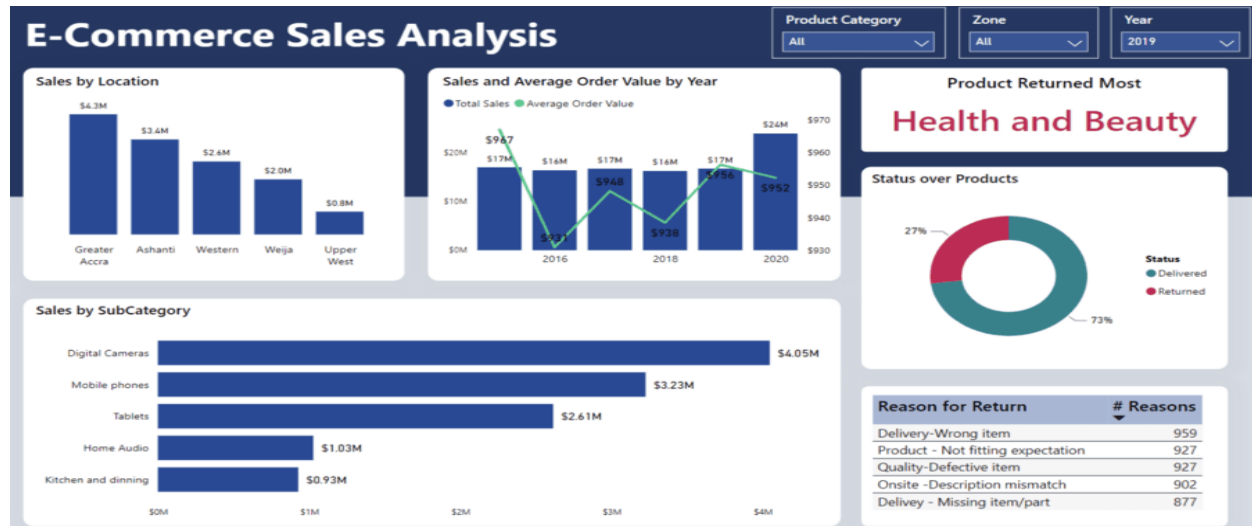 E-Commerce Sales Analysis
Product Category
All
Zone
All
Year
2019
Sales by Location
$4.3M
$3.4M
$2.6M
$2.0M
$0.8M
Greater Accra
Ashanti
Western
Weija
Upper West
Sales and Average Order Value by Year
Total Sales
Average Order Value
$20M
$10M
$0M
$967
$17M
$16M
$948
$17M
$16M
$938
$17M
$956
$24M
$952
2016
2018
2020
$970
$960
$950
$940
$930
Product Returned Most
Health and Beauty
Status over Products
27%
73%
Status
Delivered
Returned
Sales by SubCategory
Digital Cameras $4.05M
Mobile phones $3.23M
Tablets $2.61M
Home Audio $1.03M
Kitchen and dinning $0.93M
$0M $1M $2M $3M $4M
Reason for Return # Reasons
Delivery-Wrong item 959
Product - Not fitting expectation 927
Quality-Defective item 927
Onsite -Description mismatch 902
Delivey - Missing item/part 877